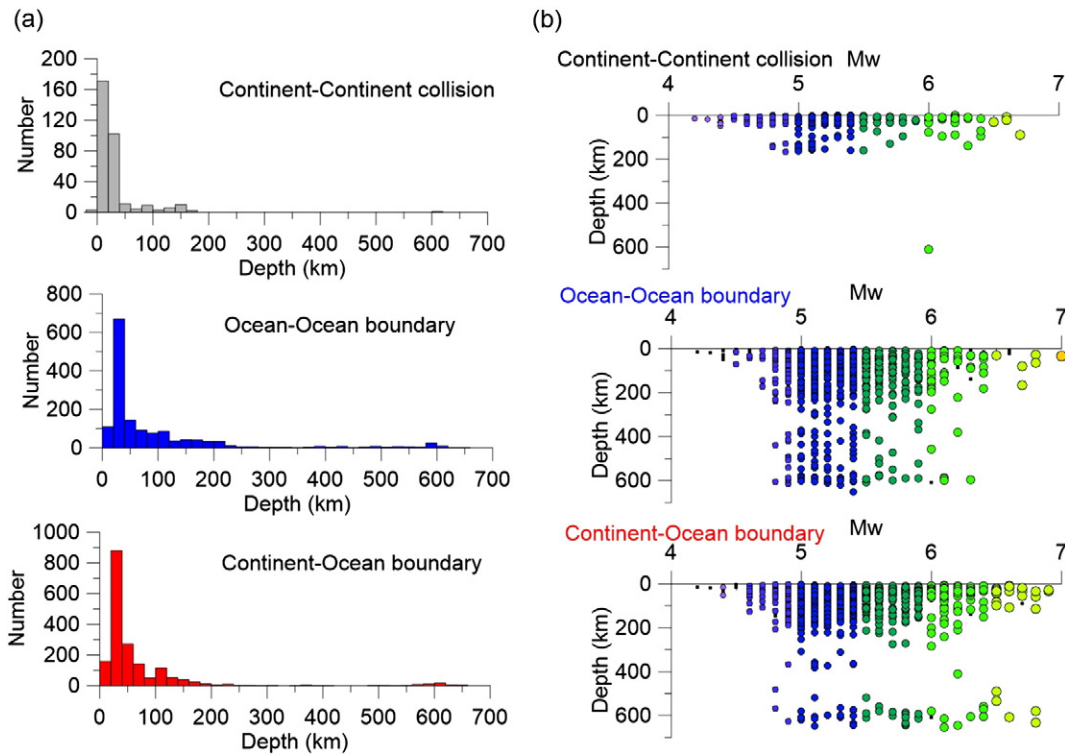 (a)
200
160
120
80
40
0
Number
Continent-Continent collision
0 100 200 300 400 500 600 700
Depth (km)
800
600
400
200
0
Number
Ocean-Ocean boundary
0 100 200 300 400 500 600 700
Depth (km)
1000
800
600
400
200
0
Number
Continent-Ocean boundary
0 100 200 300 400 500 600 700
Depth (km)
(b)
Continent-Continent collision Mw
4 5 6 7
0
200
400
600
Depth (km)
Ocean-Ocean boundary Mw
4 5 6 7
0
200
400
600
Depth (km)
Continent-Ocean boundary Mw
4 5 6 7
0
200
400
600
Depth (km)